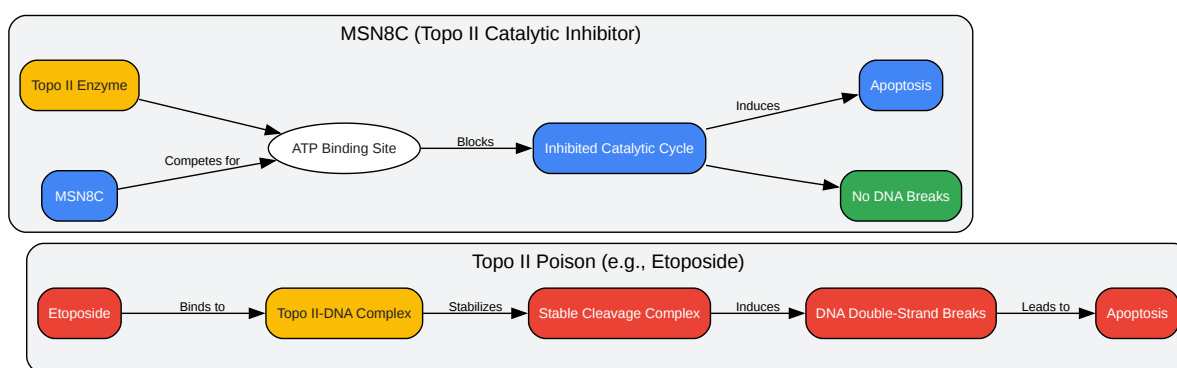 MSN8C (Topo II Catalytic Inhibitor)
Topo II Enzyme
MSN8C
Competes for
ATP Binding Site
Blocks
Inhibited Catalytic Cycle
Induces
Apoptosis
No DNA Breaks
Topo II Poison (e.g., Etoposide)
Etoposide
Binds to
Topo II-DNA Complex
Stabilizes
Stable Cleavage Complex
Induces
DNA Double-Strand Breaks
Leads to
Apoptosis